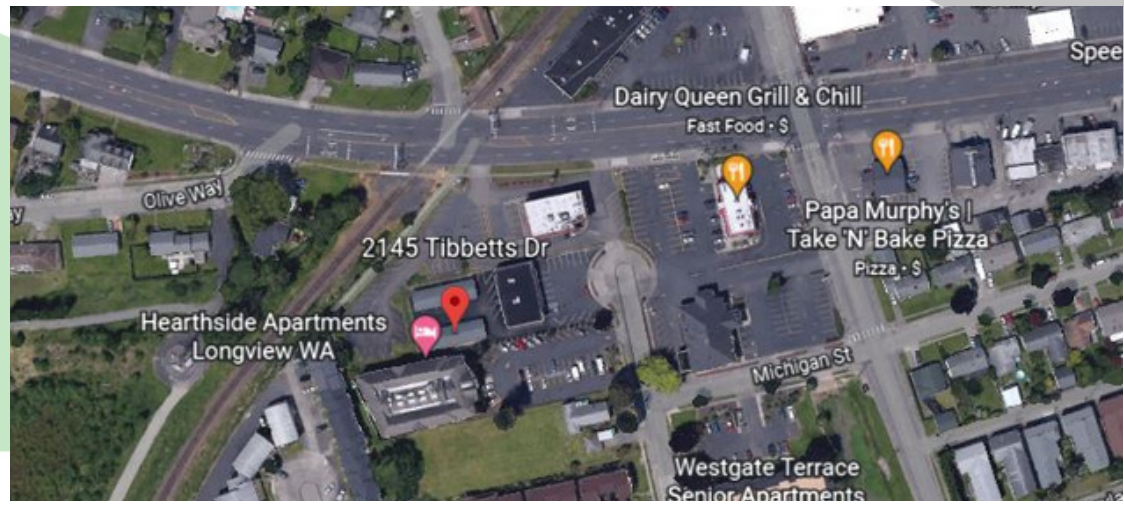 Spee
Dairy Queen Grill & Chill
Fast Food • $
Olive Way
y
Papa Murphy's |
Take 'N' Bake Pizza
Pizza • $
2145 Tibbetts Dr
Hearthside Apartments
Longview WA
Michigan St
Westgate Terrace
Senior Apartments